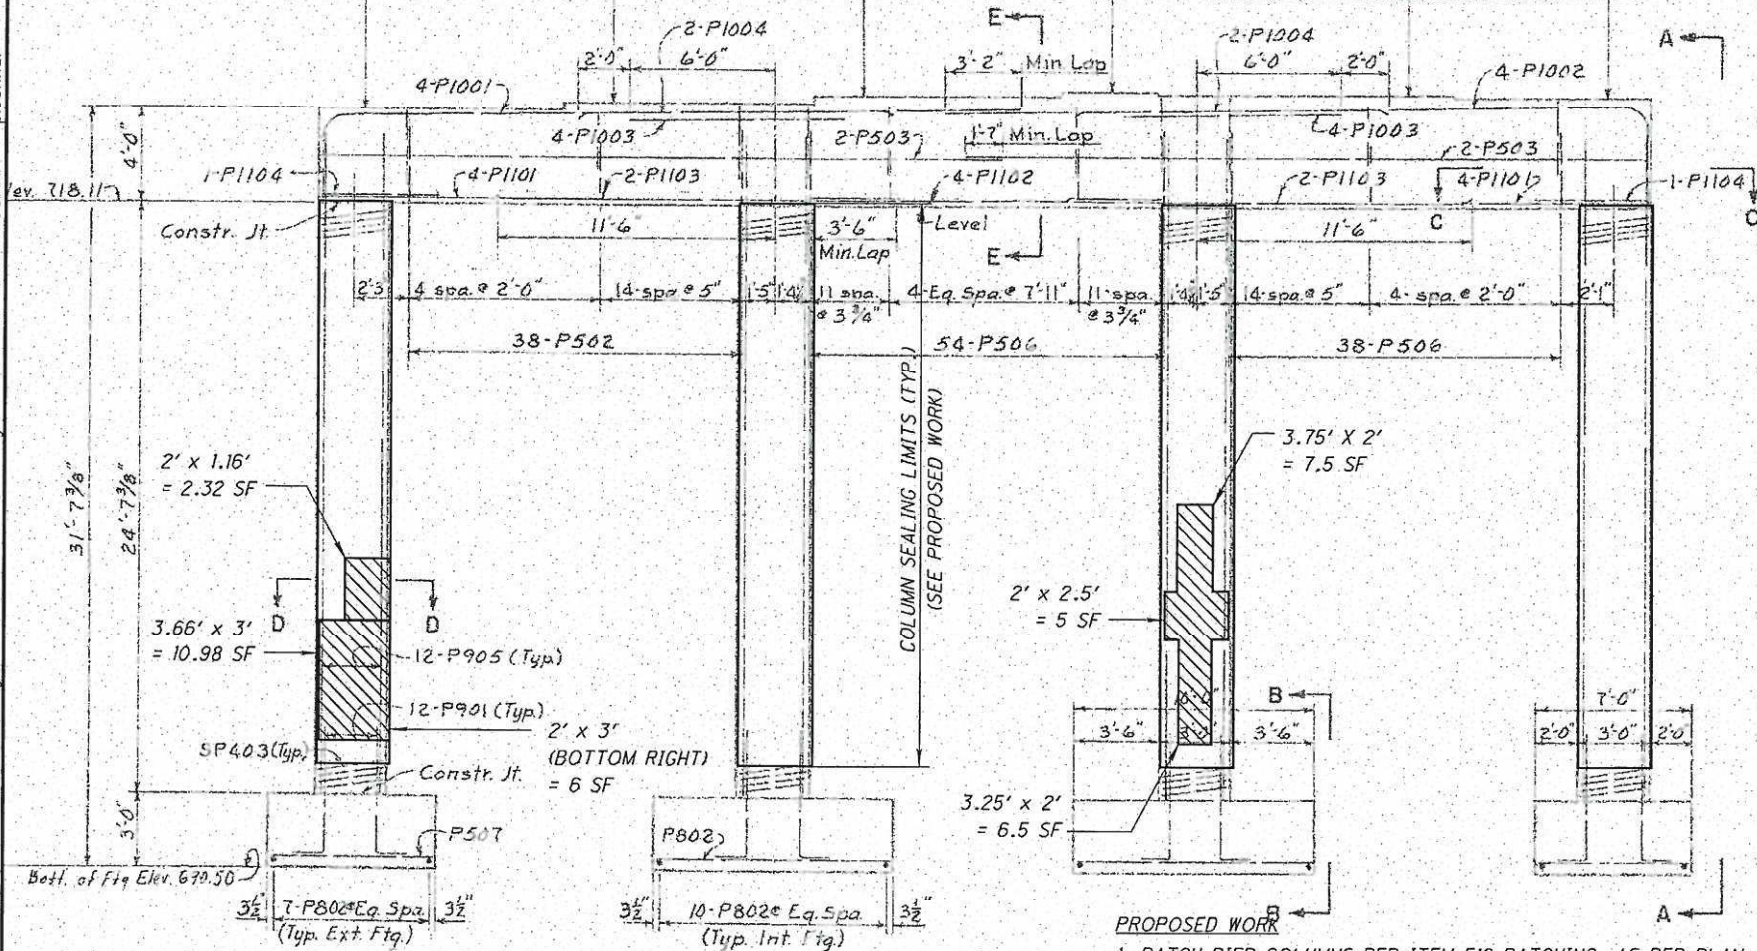 E
A
2-P1004
2-P1004
2'-0" 6'-0"
3'-2" Min Lap
6'-0" 2'-0"
4-P1001
4-P1002
4'-0"
4-P1003
2-P503
1'-7" Min. Lap
4-P1003
2-P503
1-P1104
4-P1101
2-P1103
4-P1102
2-P1103
4-P1101
1-P1104
ev. 718.11
Constr. Jt.
11'-6"
3'-6"
Min. Lap
Level
E
11'-6"
C
C
2'-3 4 spa. @ 2'-0" 14-spa @ 5" 1'-5" 11 spa. @ 3 3/4" 4-Eq. Spa. @ 7'-11" 11-spa @ 3 3/4" 1'-5" 14-spa. @ 5" 4- spa. @ 2'-0" 2'-1"
38-P502
54-P506
38-P506
31'-7 3/8"
24'-7 3/8"
COLUMN SEALING LIMITS (TYP.)
(SEE PROPOSED WORK)
2' x 1.16'
= 2.32 SF
3.75' X 2'
= 7.5 SF
D
D
2' x 2.5'
= 5 SF
3.66' x 3'
= 10.98 SF
12-P905 (Typ.)
12-P901 (Typ.)
2' x 3'
(BOTTOM RIGHT)
= 6 SF
SP403 (Typ.)
Constr. Jt.
B
7'-0"
3'-6" 3'-6"
2'-0" 3'-0" 2'-0"
3.25' x 2'
= 6.5 SF
3'-0"
P507
P802
Bott. of Ftg Elev. 679.50
3 1/2" 7-P802 @ Eq. Spa 3 1/2"
(Typ. Ext. Ftg.)
3 1/2" 10-P802 @ Eq. Spa 3 1/2"
(Typ. Int. Ftg.)
B
A
PROPOSED WORK